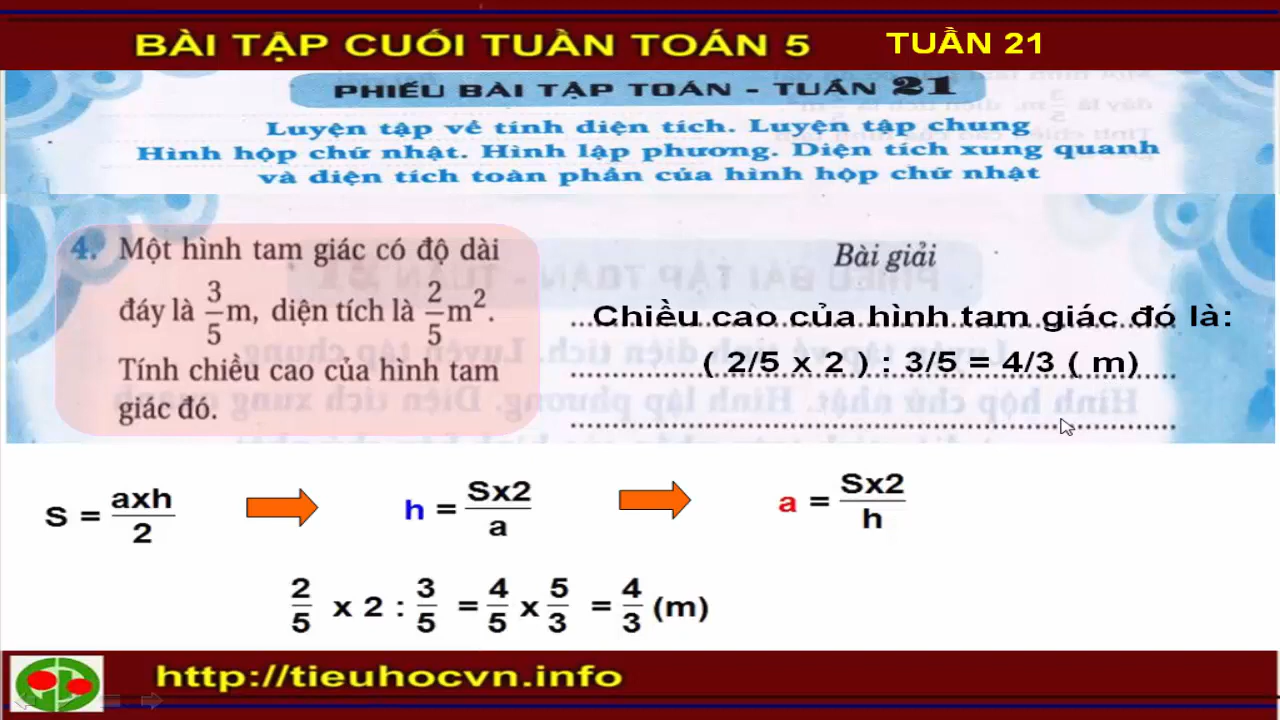 BÀI TẬP CUỐI TUẦN TOÁN 5 TUẦN 21
PHIẾU BÀI TẬP TOÁN - TUẦN 21
Luyện tập về tính diện tích. Luyện tập chung
Hình hộp chữ nhật. Hình lập phương. Diện tích xung quanh
và diện tích toàn phần của hình hộp chữ nhật
4. Một hình tam giác có độ dài
đáy là 3/5 m, diện tích là 2/5 m².
Tính chiều cao của hình tam
giác đó.
Bài giải
Chiều cao của hình tam giác đó là:
( 2/5 x 2 ) : 3/5 = 4/3 ( m)
S = axh/2 h = Sx2/a a = Sx2/h
2/5 x 2 : 3/5 = 4/5 x 5/3 = 4/3 (m)
http://tieuhocvn.info